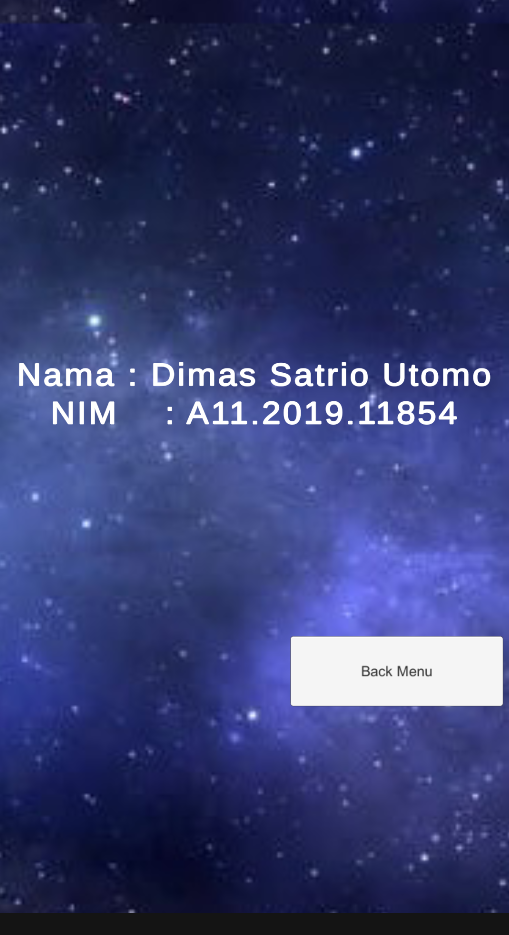 Nama : Dimas Satrio Utomo
NIM : A11.2019.11854
Back Menu